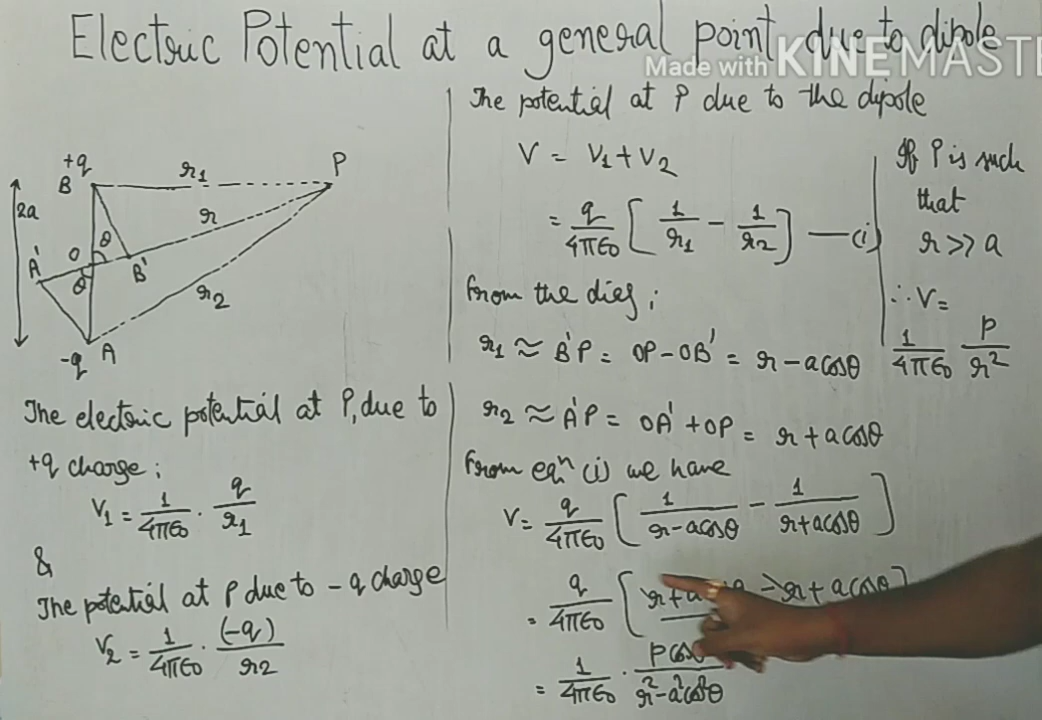 Electric Potential at a general point due to dipole
Made with KINEMASTE
+q
B
2a
r₁
P
r
O
θ
A'
B'
θ
r₂
-q
A
The electric potential at P, due to
+q charge;
V₁ = 1/4πε₀ · q/r₁
&
The potential at P due to -q charge
V₂ = 1/4πε₀ · (-q)/r₂
The potential at P due to the dipole
V = V₁ + V₂
= q/4πε₀ [1/r₁ - 1/r₂] — (i)
from the diag;
r₁ ≈ B'P = OP - OB' = r - acosθ
r₂ ≈ A'P = OA' + OP = r + acosθ
from eqⁿ (i) we have
V = q/4πε₀ [1/r-acosθ - 1/r+acosθ]
= q/4πε₀ [r+a r+acosθ]
= 1/4πε₀ · pcos/r²-a²cos²θ
If P is such
that
r >> a
∴ V =
1/4πε₀ p/r²